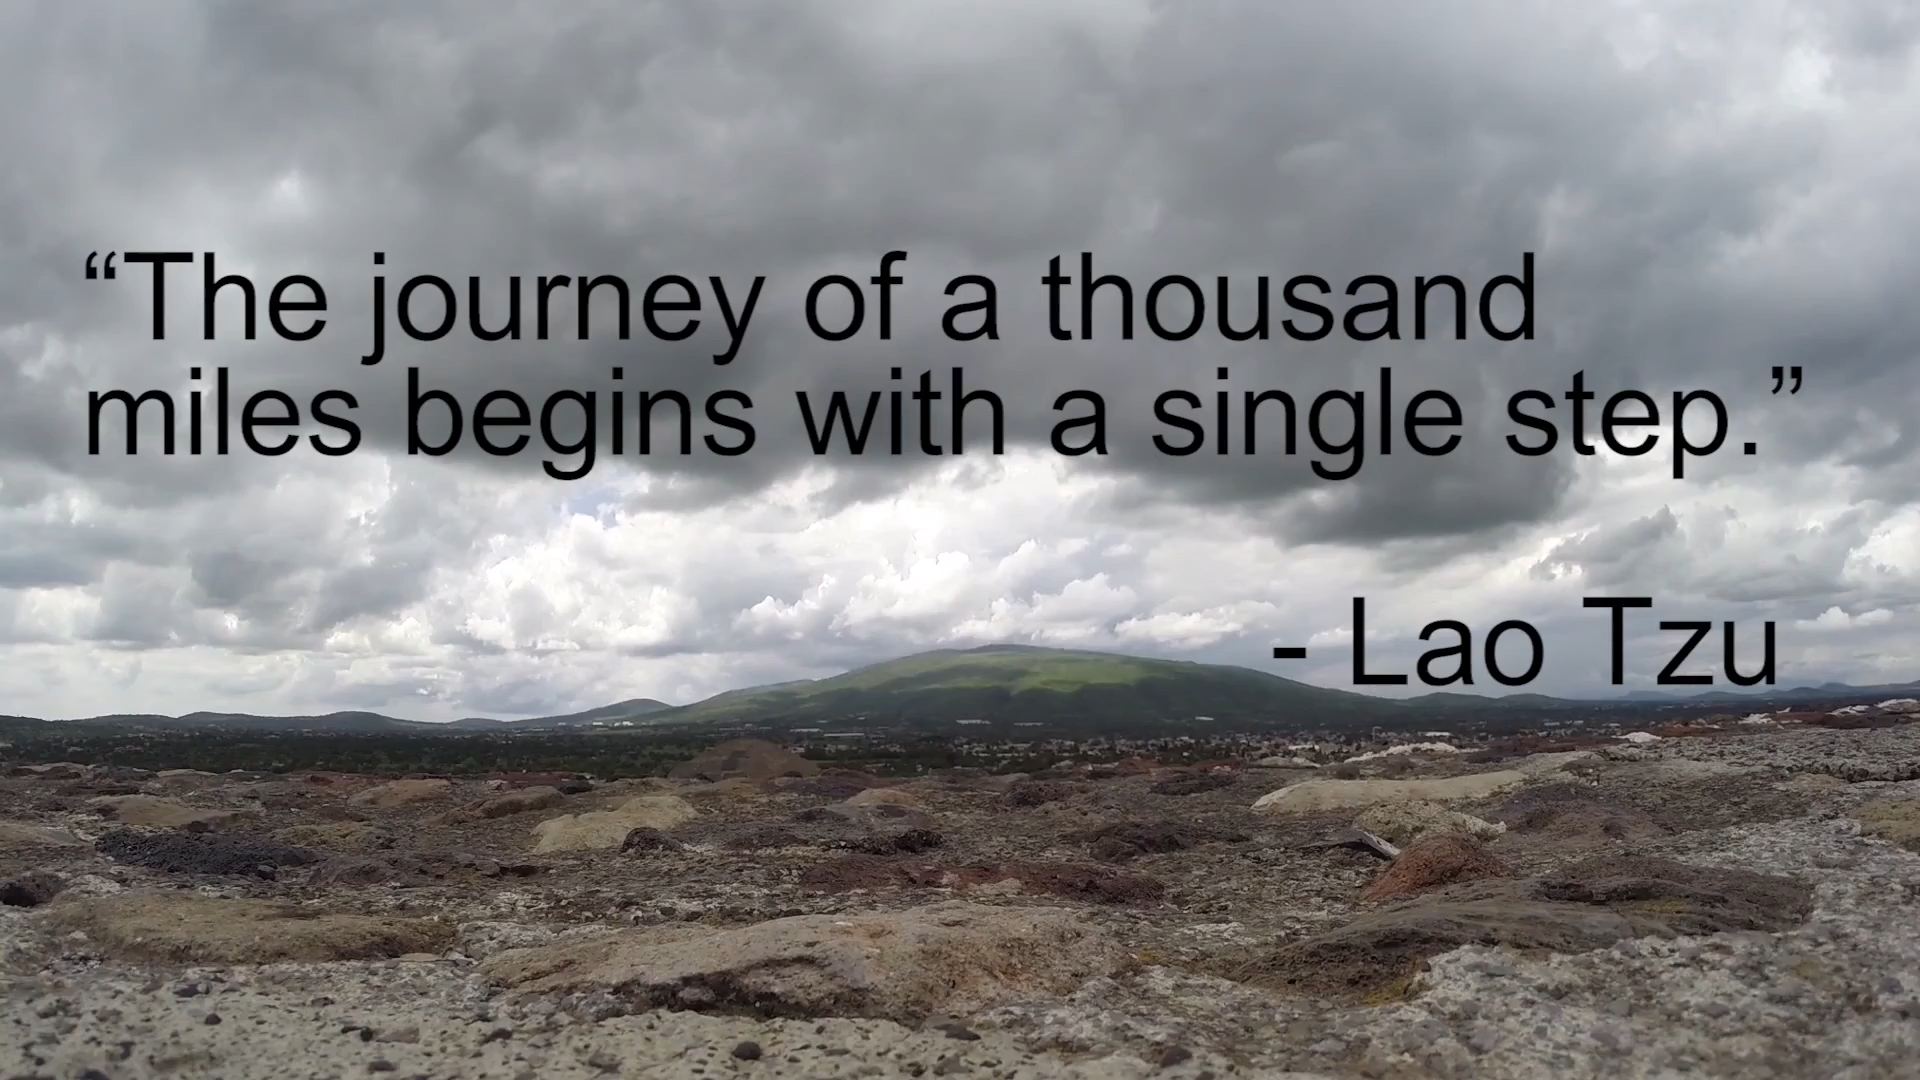 “The journey of a thousand
miles begins with a single step.”
- Lao Tzu